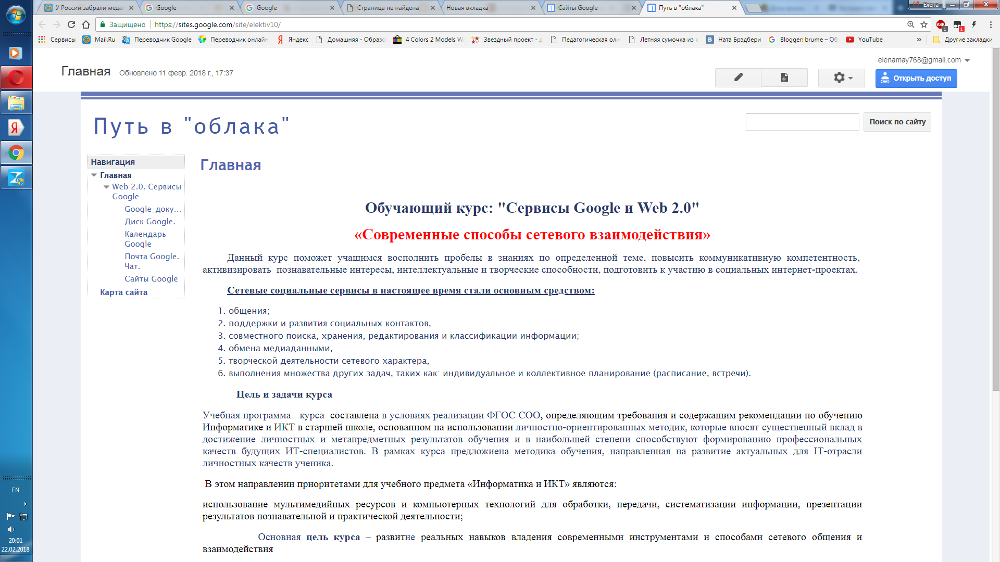 У России забрали меда
Google
Google
Страница не найдена
Новая вкладка
Сайты Google
Путь в "облака"
Елена
Защищено
https://sites.google.com/site/elektiv10/
Сервисы
Mail.Ru
Переводчик Google
Переводчик онлайн
Яндекс
Домашняя - Образо
4 Colors 2 Models W
Звездный проект - д
Педагогическая оли
Летняя сумочка из к
Ната Брэдбери
Blogger: brume – Об
YouTube
»
Другие закладки
elenamay768@gmail.com
Главная
Обновлено 11 февр. 2018 г., 17:37
Открыть доступ
Путь в "облака"
Поиск по сайту
Навигация
Главная
Web 2.0. Сервисы
Google
Google_доку...
Диск Google.
Календарь
Google
Почта Google.
Чат.
Сайты Google
Карта сайта
Главная
Обучающий курс: "Сервисы Google и Web 2.0"
«Современные способы сетевого взаимодействия»
Данный курс поможет учащимся восполнить пробелы в знаниях по определенной теме, повысить коммуникативную компетентность,
активизировать познавательные интересы, интеллектуальные и творческие способности, подготовить к участию в социальных интернет-проектах.
Сетевые социальные сервисы в настоящее время стали основным средством:
1. общения;
2. поддержки и развития социальных контактов,
3. совместного поиска, хранения, редактирования и классификации информации;
4. обмена медиаданными,
5. творческой деятельности сетевого характера,
6. выполнения множества других задач, таких как: индивидуальное и коллективное планирование (расписание, встречи).
Цель и задачи курса
Учебная программа курса составлена в условиях реализации ФГОС СОО, определяющим требования и содержащим рекомендации по обучению
Информатике и ИКТ в старшей школе, основанном на использовании личностно-ориентированных методик, которые вносят существенный вклад в
достижение личностных и метапредметных результатов обучения и в наибольшей степени способствуют формированию профессиональных
качеств будущих ИТ-специалистов. В рамках курса предложиена методика обучения, направленная на развитие актуальных для IT-отрасли
личностных качеств ученика.
В этом направлении приоритетами для учебного предмета «Информатика и ИКТ» являются:
использование мультимедийных ресурсов и компьютерных технологий для обработки, передачи, систематизации информации, презентации
результатов познавательной и практической деятельности;
Основная цель курса – развитие реальных навыков владения современными инструментами и способами сетевого общения и
взаимодействия
EN
20:01
22.02.2018